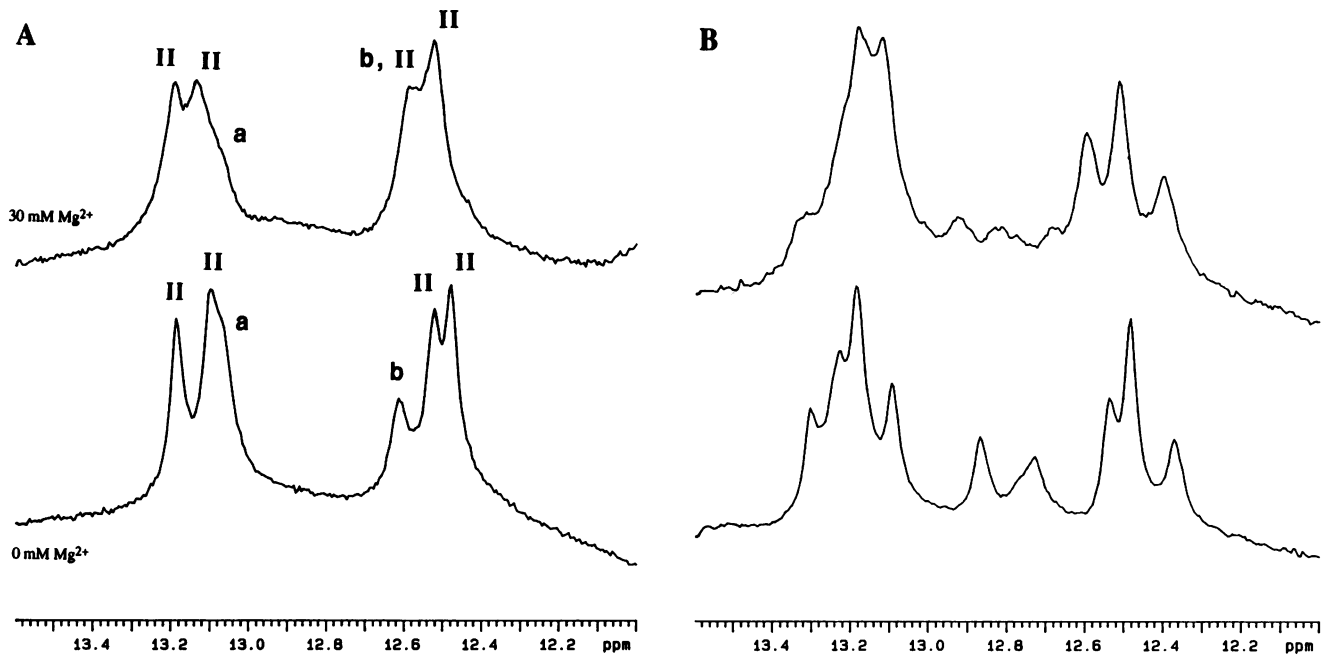 A
II II a b, II II
30 mM Mg2+
II II a b II II
0 mM Mg2+
13.4 13.2 13.0 12.8 12.6 12.4 12.2 ppm
B
13.4 13.2 13.0 12.8 12.6 12.4 12.2 ppm